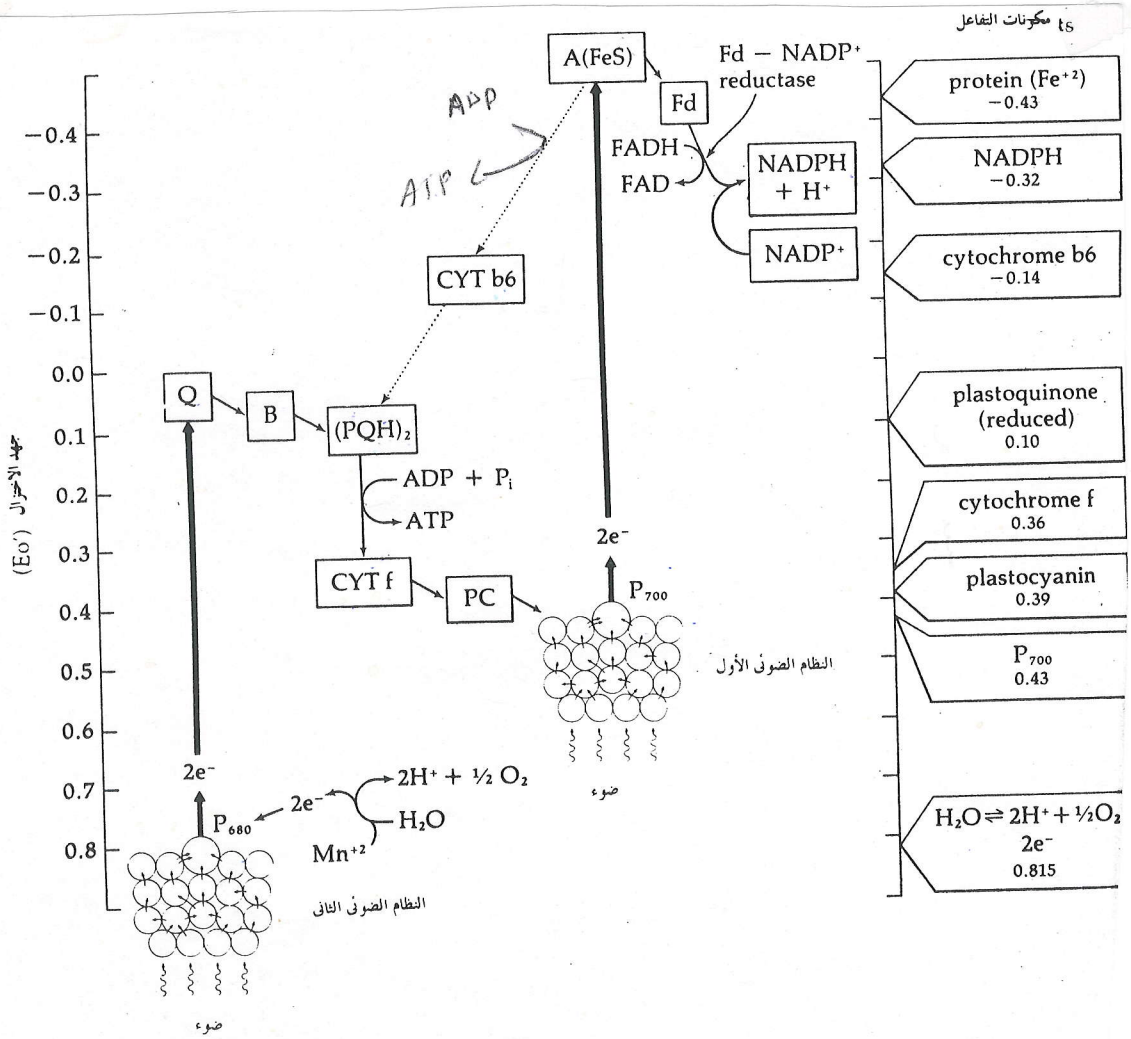 مكونات التفاعل ts
A(FeS)
Fd − NADP⁺
reductase
Fd
ADP
ATP
FADH
FAD
NADPH
+ H⁺
NADP⁺
CYT b6
−0.4
−0.3
−0.2
−0.1
0.0
0.1
0.2
0.3
0.4
0.5
0.6
0.7
0.8
جهد الاختزال (Eo′)
Q
B
(PQH)₂
ADP + Pᵢ
ATP
CYT f
PC
2e⁻
P₇₀₀
النظام الضوئى الأول
ضوء
2e⁻
P₆₈₀
2e⁻
2H⁺ + ½ O₂
H₂O
Mn⁺²
النظام الضوئى الثانى
ضوء
protein (Fe⁺²)
−0.43
NADPH
−0.32
cytochrome b6
−0.14
plastoquinone
(reduced)
0.10
cytochrome f
0.36
plastocyanin
0.39
P₇₀₀
0.43
H₂O ⇌ 2H⁺ + ½O₂
2e⁻
0.815